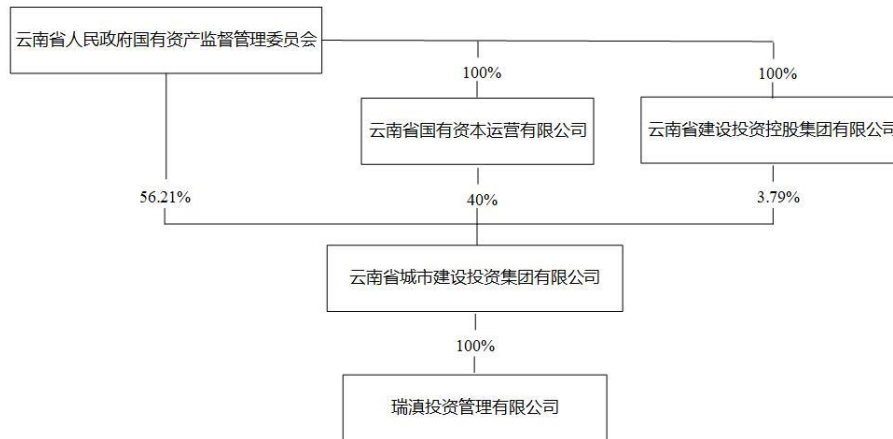 云南省人民政府国有资产监督管理委员会
100%
100%
云南省国有资本运营有限公司
云南省建设投资控股集团有限公司
56.21%
40%
3.79%
云南省城市建设投资集团有限公司
100%
瑞滇投资管理有限公司